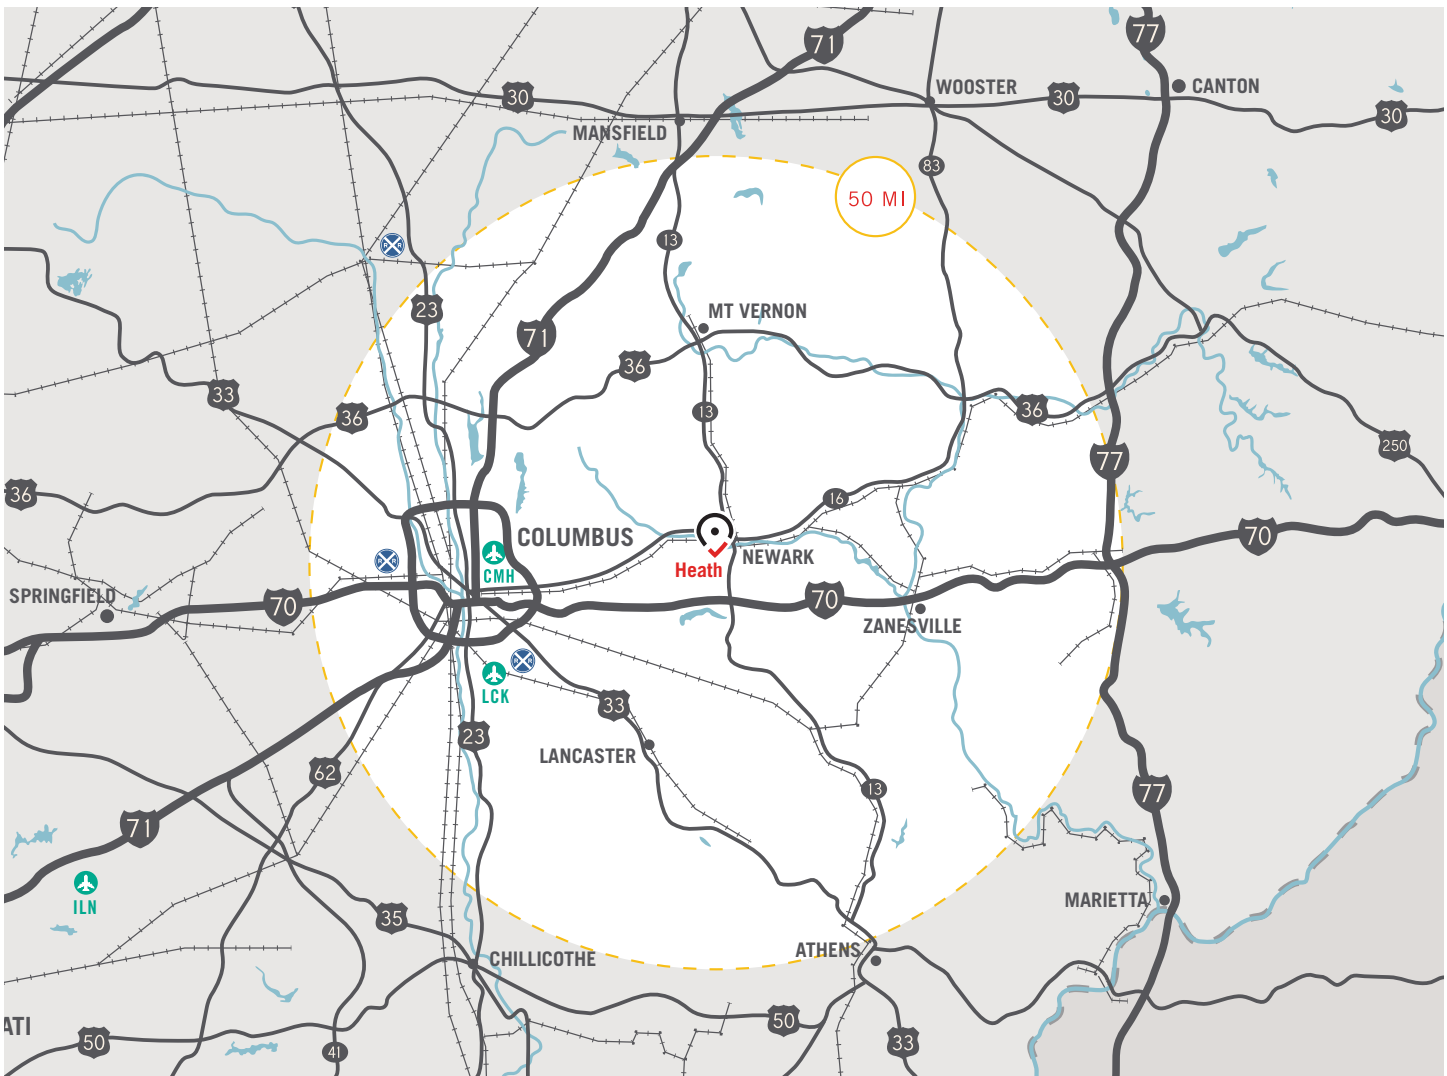 71
77
30
WOOSTER
30
CANTON
30
MANSFIELD
83
50 MI
13
R R
23
MT VERNON
71
36
33
36
13
36
250
77
36
16
COLUMBUS
70
NEWARK
Heath
CMH
R R
SPRINGFIELD
70
70
ZANESVILLE
R R
LCK
33
23
LANCASTER
62
13
77
71
ILN
MARIETTA
35
ATHENS
CHILLICOTHE
50
ATI
50
41
33